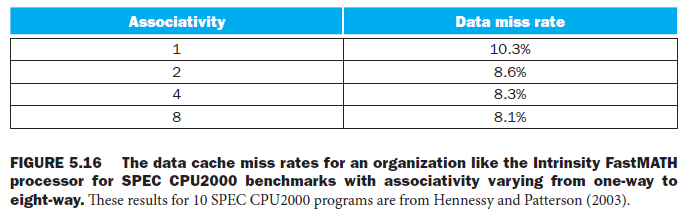 Associativity Data miss rate
1 10.3%
2 8.6%
4 8.3%
8 8.1%
FIGURE 5.16 The data cache miss rates for an organization like the Intrinsity FastMATH
processor for SPEC CPU2000 benchmarks with associativity varying from one-way to
eight-way. These results for 10 SPEC CPU2000 programs are from Hennessy and Patterson (2003).